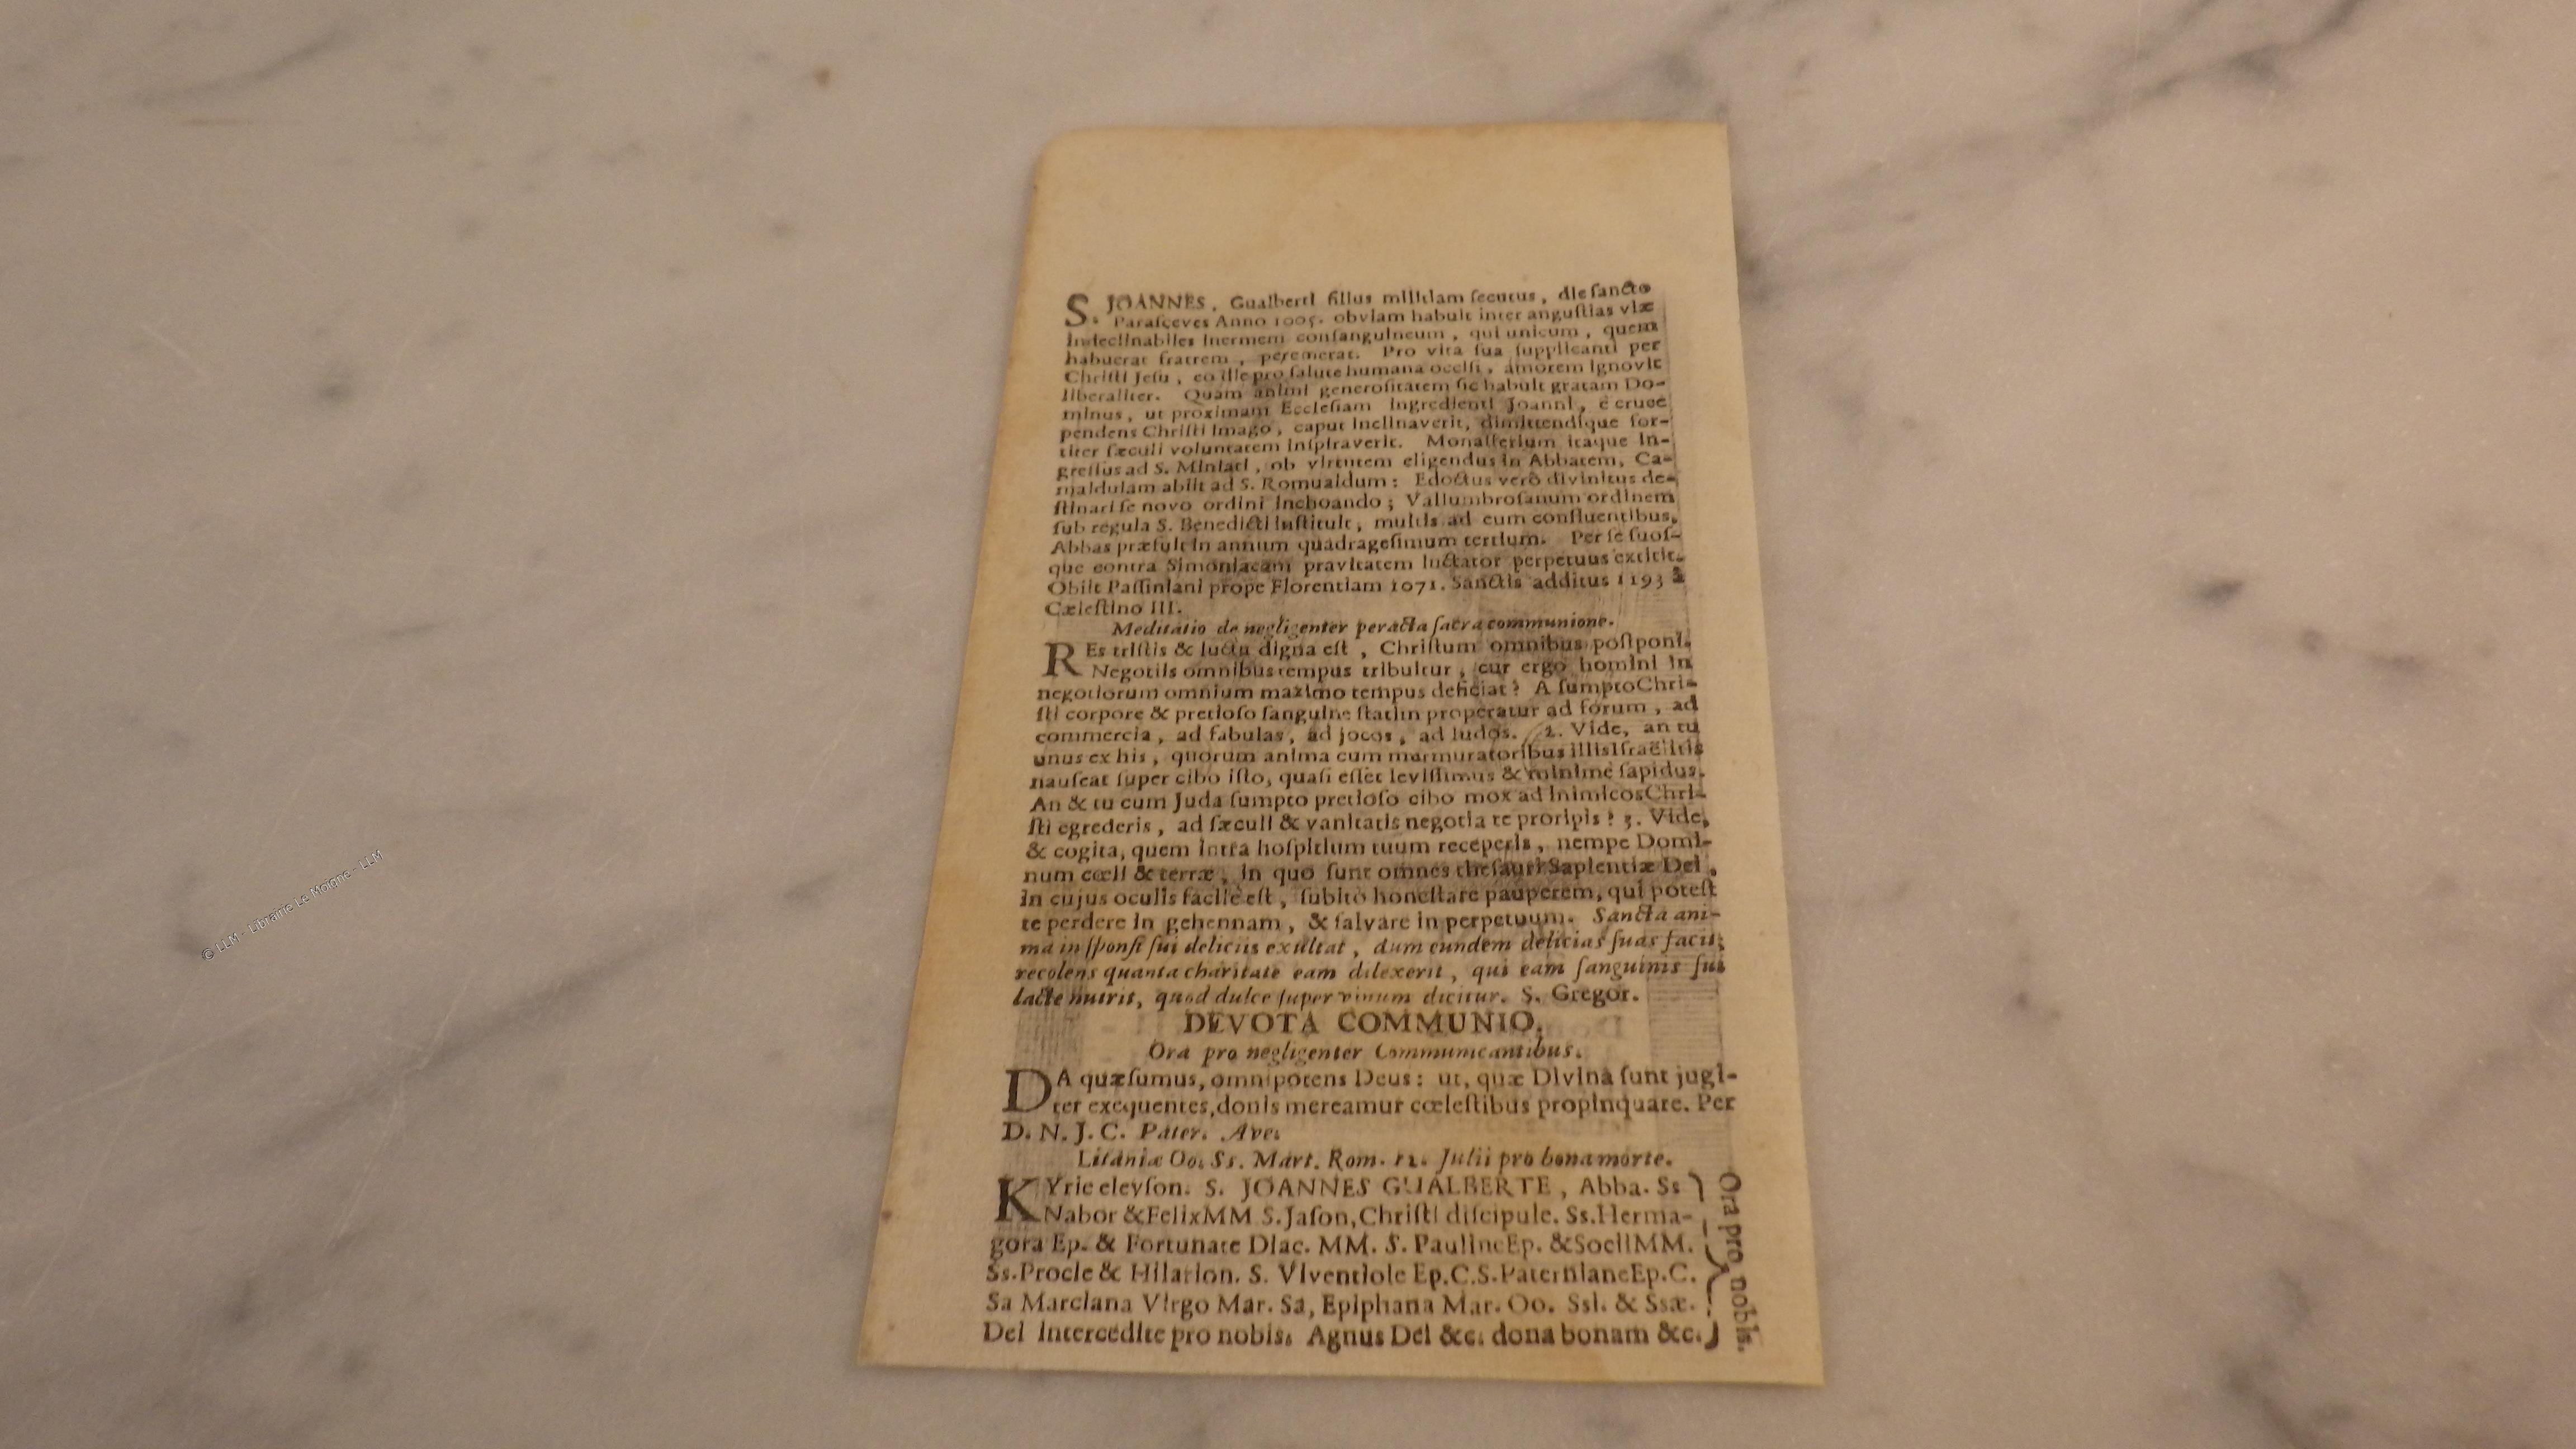 S. JOANNES, Gualberti filius militiam ſecutus, die ſancto
Paraſceves Anno 1005. obviam habuit inter anguſtias viæ
indeclinabiles inermem conſanguineum, qui unicum, quem
habuerat fratrem, peremerat. Pro vita ſua ſupplicanti per
Chriſti Jeſu, eo ille pro ſalute humana occiſi, amorem ignovit
liberaliter. Quam animi generoſitatem ſic habuit gratam Do-
minus, ut proximam Eccleſiam ingredienti Joanni, è cruce
pendens Chriſti Imago, caput inclinaverit, dimittendique for-
titer ſæculi voluntatem inſpiraverit. Monaſterium itaque in-
greſſus ad S. Miniati, ob virtutem eligendus in Abbatem, Ca-
maldulam abiit ad S. Romualdum: Edoctus verò divinitus de-
ſtinari ſe novo ordini inchoando; Vallumbroſanum ordinem
ſub regula S. Benedicti inſtituit, multis ad eum confluentibus,
Abbas præfuit in annum quadrageſimum tertium. Per ſe ſuoſ-
que contra Simoniacam pravitatem luctator perpetuus extitit.
Obiit Paſſiniani prope Florentiam 1071. Sanctis additus 1193 à
Cæleſtino III.
Meditatio de negligenter peracta ſacra communione.
REs triſtis & luctu digna eſt, Chriſtum omnibus poſtponi.
Negotiis omnibus tempus tribuitur, cur ergo homini in
negotiorum omnium maximo tempus deficiat? A ſumpto Chri-
ſti corpore & pretioſo ſanguine ſtatim properatur ad forum, ad
commercia, ad fabulas, ad jocos, ad ludos. 2. Vide, an tu
unus ex his, quorum anima cum murmuratoribus illis Iſraëlitis
nauſeat ſuper cibo iſto, quaſi eſſet leviſſimus & minimè ſapidus.
An & tu cum Juda ſumpto pretioſo cibo mox ad inimicos Chri-
ſti egrederis, ad ſæculi & vanitatis negotia te proripis? 3. Vide,
& cogita, quem intra hoſpitium tuum receperis, nempe Domi-
num cœli & terræ, in quo ſunt omnes theſauri Sapientiæ Dei,
in cujus oculis facile eſt, ſubitò honeſtare pauperem, qui poteſt
te perdere in gehennam, & ſalvare in perpetuum. Sancta ani-
ma in ſponſi ſui deliciis exultat, dum eundem delicias ſuas facit,
recolens quanta charitate eam dilexerit, qui eam ſanguinis ſui
lacte nutrit, quod dulce ſuper vinum dicitur. S. Gregor.
DEVOTA COMMUNIO.
Ora pro negligenter Communicantibus.
DA quæſumus, omnipotens Deus: ut, quæ Divina ſunt jugi-
ter exequentes, donis mereamur cœleſtibus propinquare. Per
D. N. J. C. Pater. Ave.
Litaniæ Oo. Ss. Mart. Rom. 12. Julii pro bona morte.
KYrie eleyſon. S. JOANNES GUALBERTE, Abba. Ss
Nabor & Felix MM S. Jaſon, Chriſti diſcipule. Ss. Herma-
gora Ep. & Fortunate Diac. MM. S. Pauline Ep. & Socii MM.
Ss. Procle & Hilarion. S. Viventiole Ep. C. S. Paterniane Ep. C.
Sa Marciana Virgo Mar. Sa, Epiphana Mar. Oo. Ssi. & Ssæ.
Dei intercedite pro nobis. Agnus Dei &c. dona bonam &c.
Ora pro nobis.
© LLM - Librairie Le Moigne - LLM